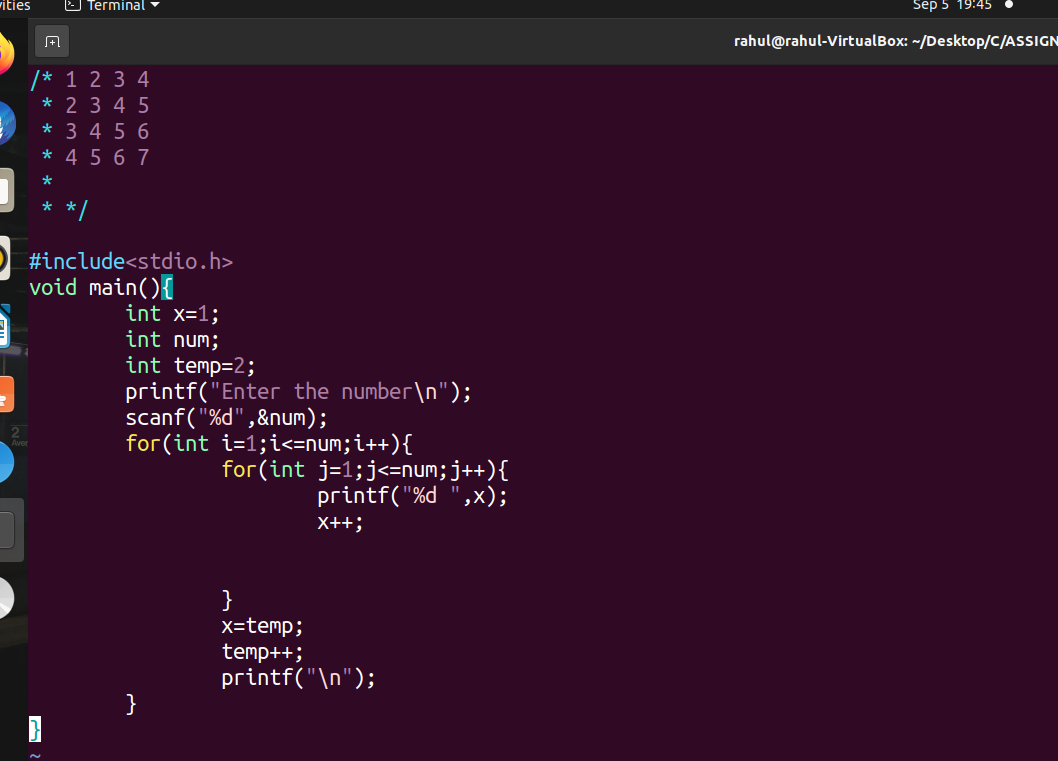 Terminal
Sep 5 19:45
rahul@rahul-VirtualBox: ~/Desktop/C/ASSIGN
/* 1 2 3 4
 * 2 3 4 5
 * 3 4 5 6
 * 4 5 6 7
 *
 * */
#include<stdio.h>
void main(){
        int x=1;
        int num;
        int temp=2;
        printf("Enter the number\n");
        scanf("%d",&num);
        for(int i=1;i<=num;i++){
                for(int j=1;j<=num;j++){
                        printf("%d ",x);
                        x++;
                }
                x=temp;
                temp++;
                printf("\n");
        }
}
~